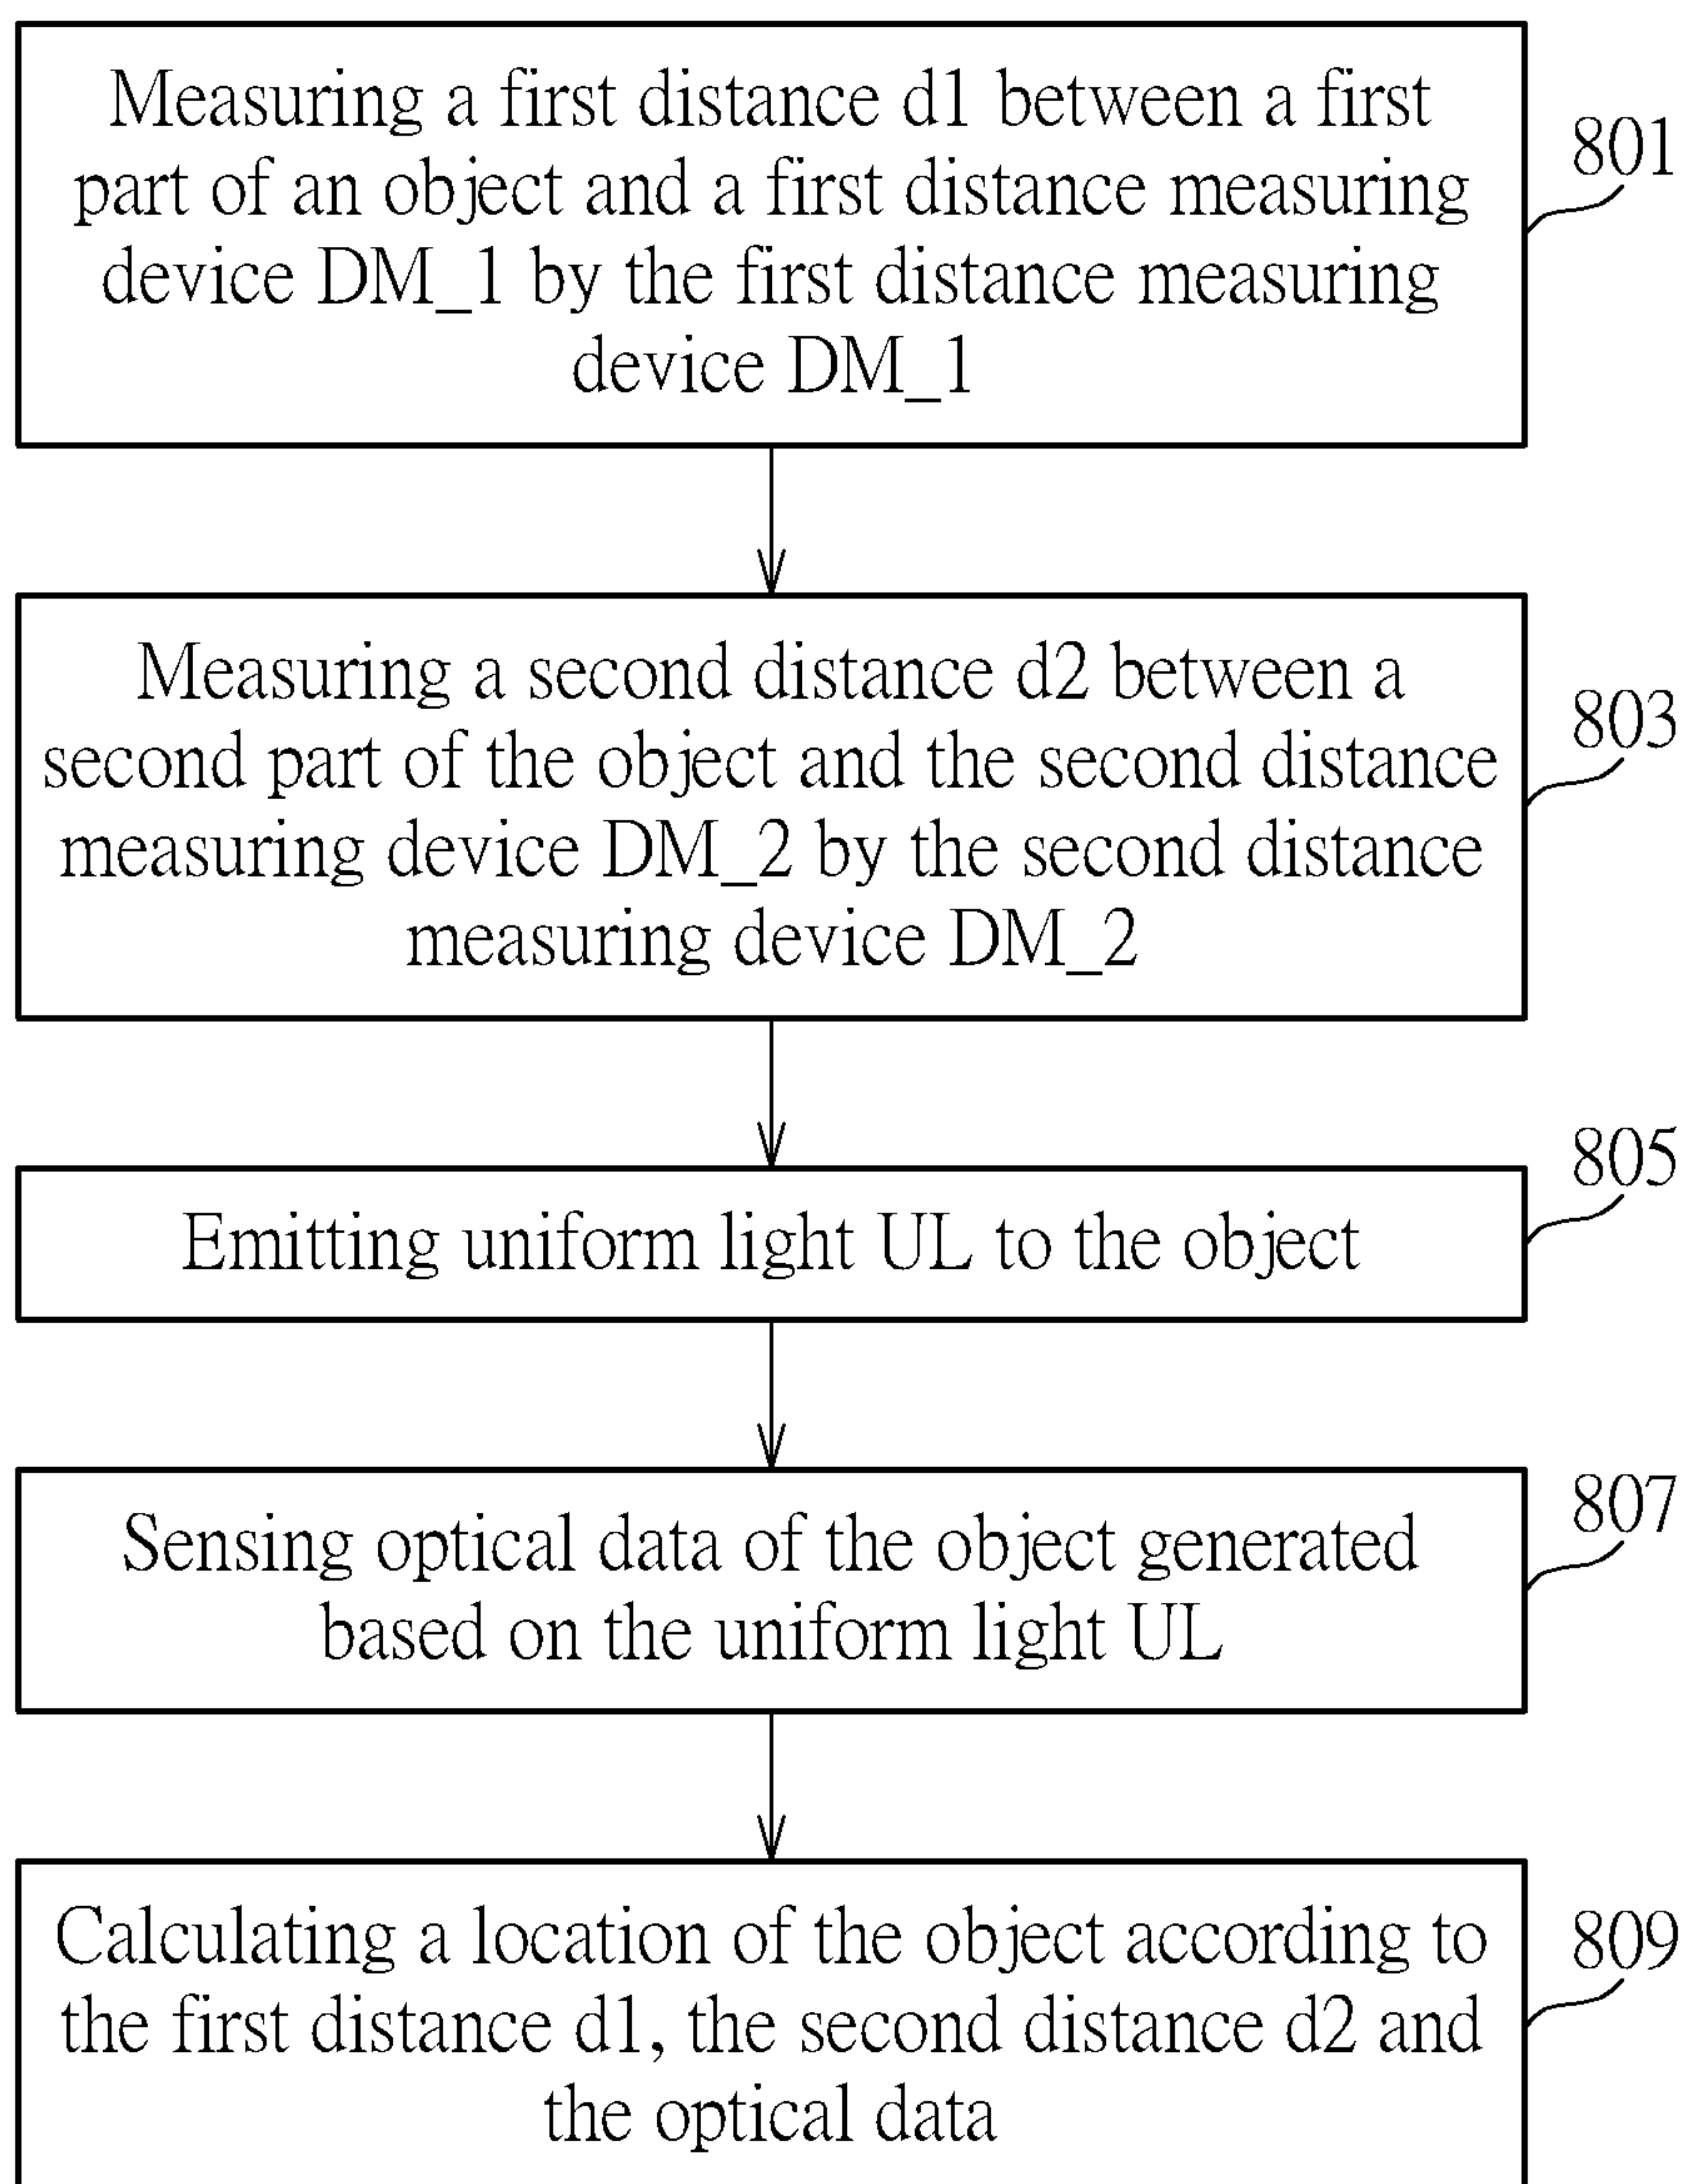 Measuring a first distance d1 between a first
part of an object and a first distance measuring
device DM_1 by the first distance measuring
device DM_1
801
Measuring a second distance d2 between a
second part of the object and the second distance
measuring device DM_2 by the second distance
measuring device DM_2
803
Emitting uniform light UL to the object
805
Sensing optical data of the object generated
based on the uniform light UL
807
Calculating a location of the object according to
the first distance d1, the second distance d2 and
the optical data
809